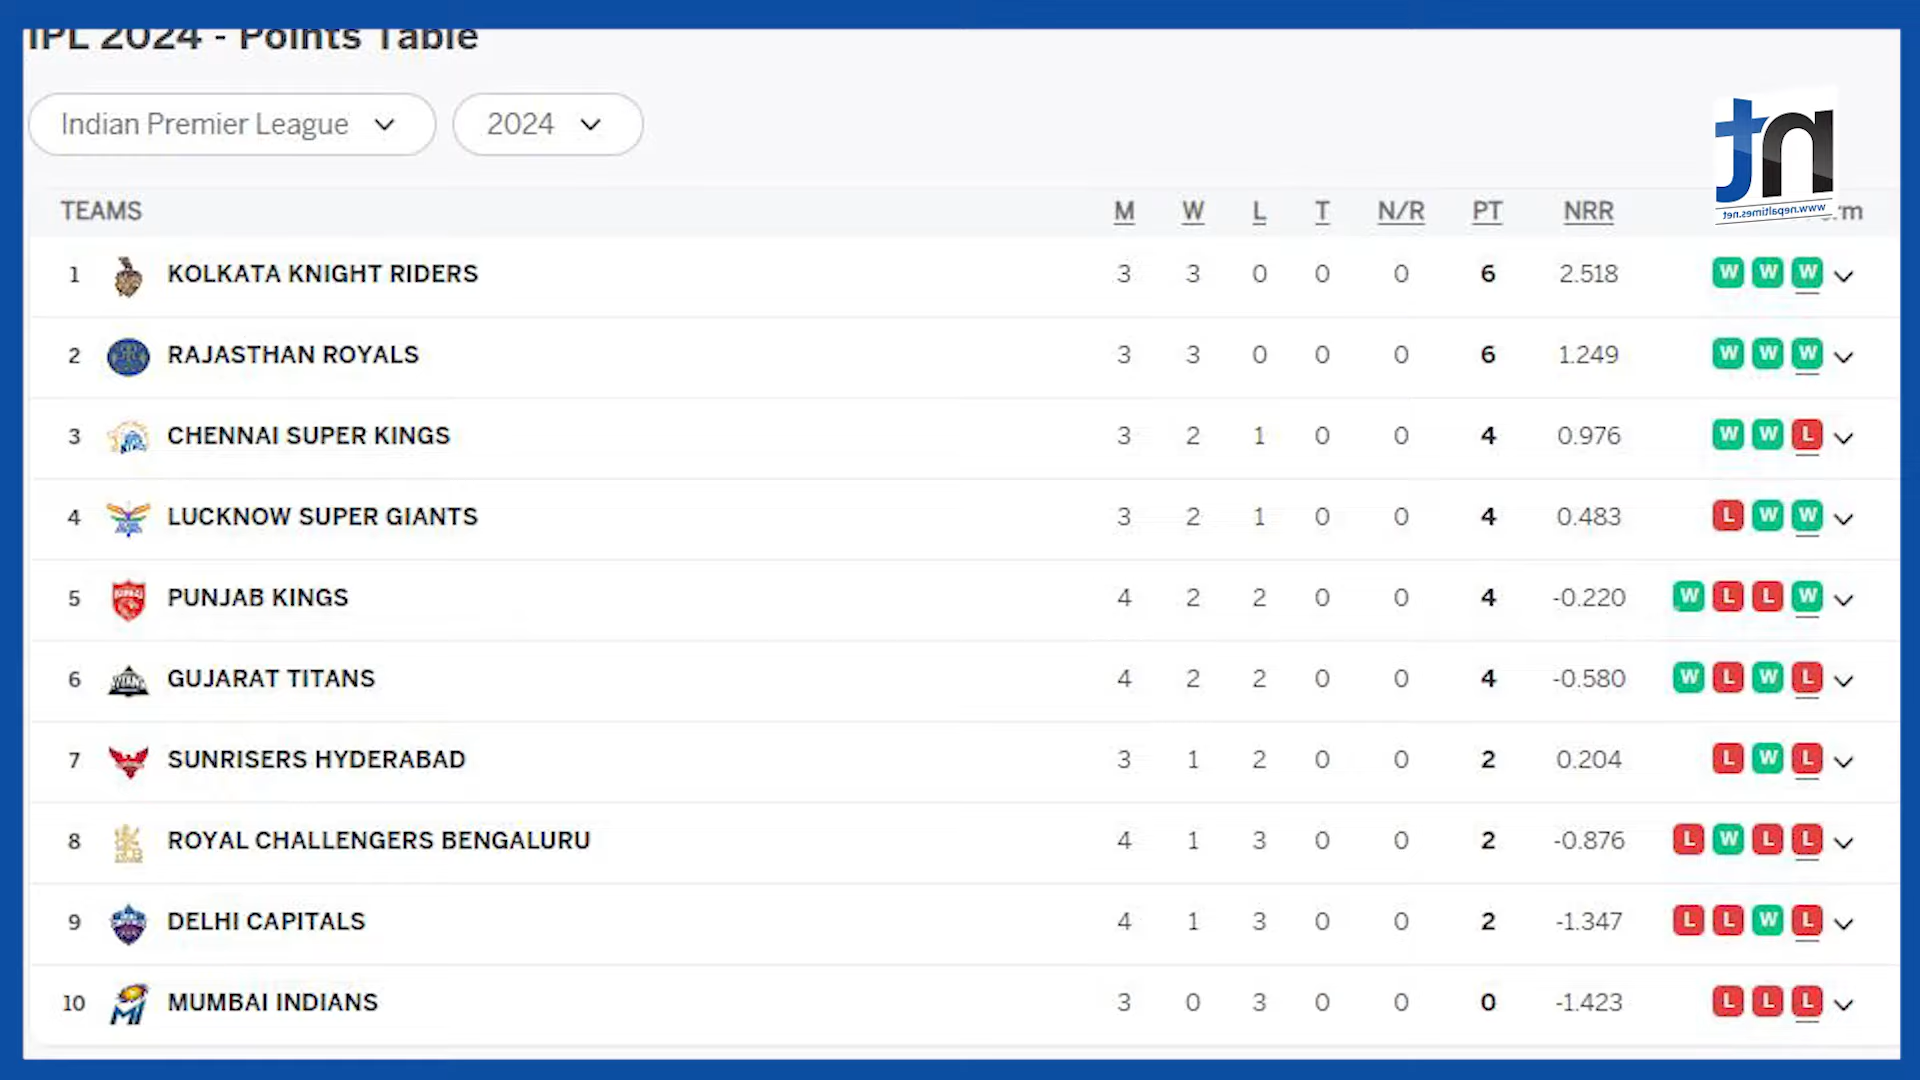 IPL 2024 - Points Table
Indian Premier League 2024
TEAMS M W L T N/R PT NRR
www.nepaltimes.net
1 KOLKATA KNIGHT RIDERS 3 3 0 0 0 6 2.518 W W W
2 RAJASTHAN ROYALS 3 3 0 0 0 6 1.249 W W W
3 CHENNAI SUPER KINGS 3 2 1 0 0 4 0.976 W W L
4 LUCKNOW SUPER GIANTS 3 2 1 0 0 4 0.483 L W W
5 PUNJAB KINGS 4 2 2 0 0 4 -0.220 W L L W
6 GUJARAT TITANS 4 2 2 0 0 4 -0.580 W L W L
7 SUNRISERS HYDERABAD 3 1 2 0 0 2 0.204 L W L
8 ROYAL CHALLENGERS BENGALURU 4 1 3 0 0 2 -0.876 L W L L
9 DELHI CAPITALS 4 1 3 0 0 2 -1.347 L L W L
10 MUMBAI INDIANS 3 0 3 0 0 0 -1.423 L L L